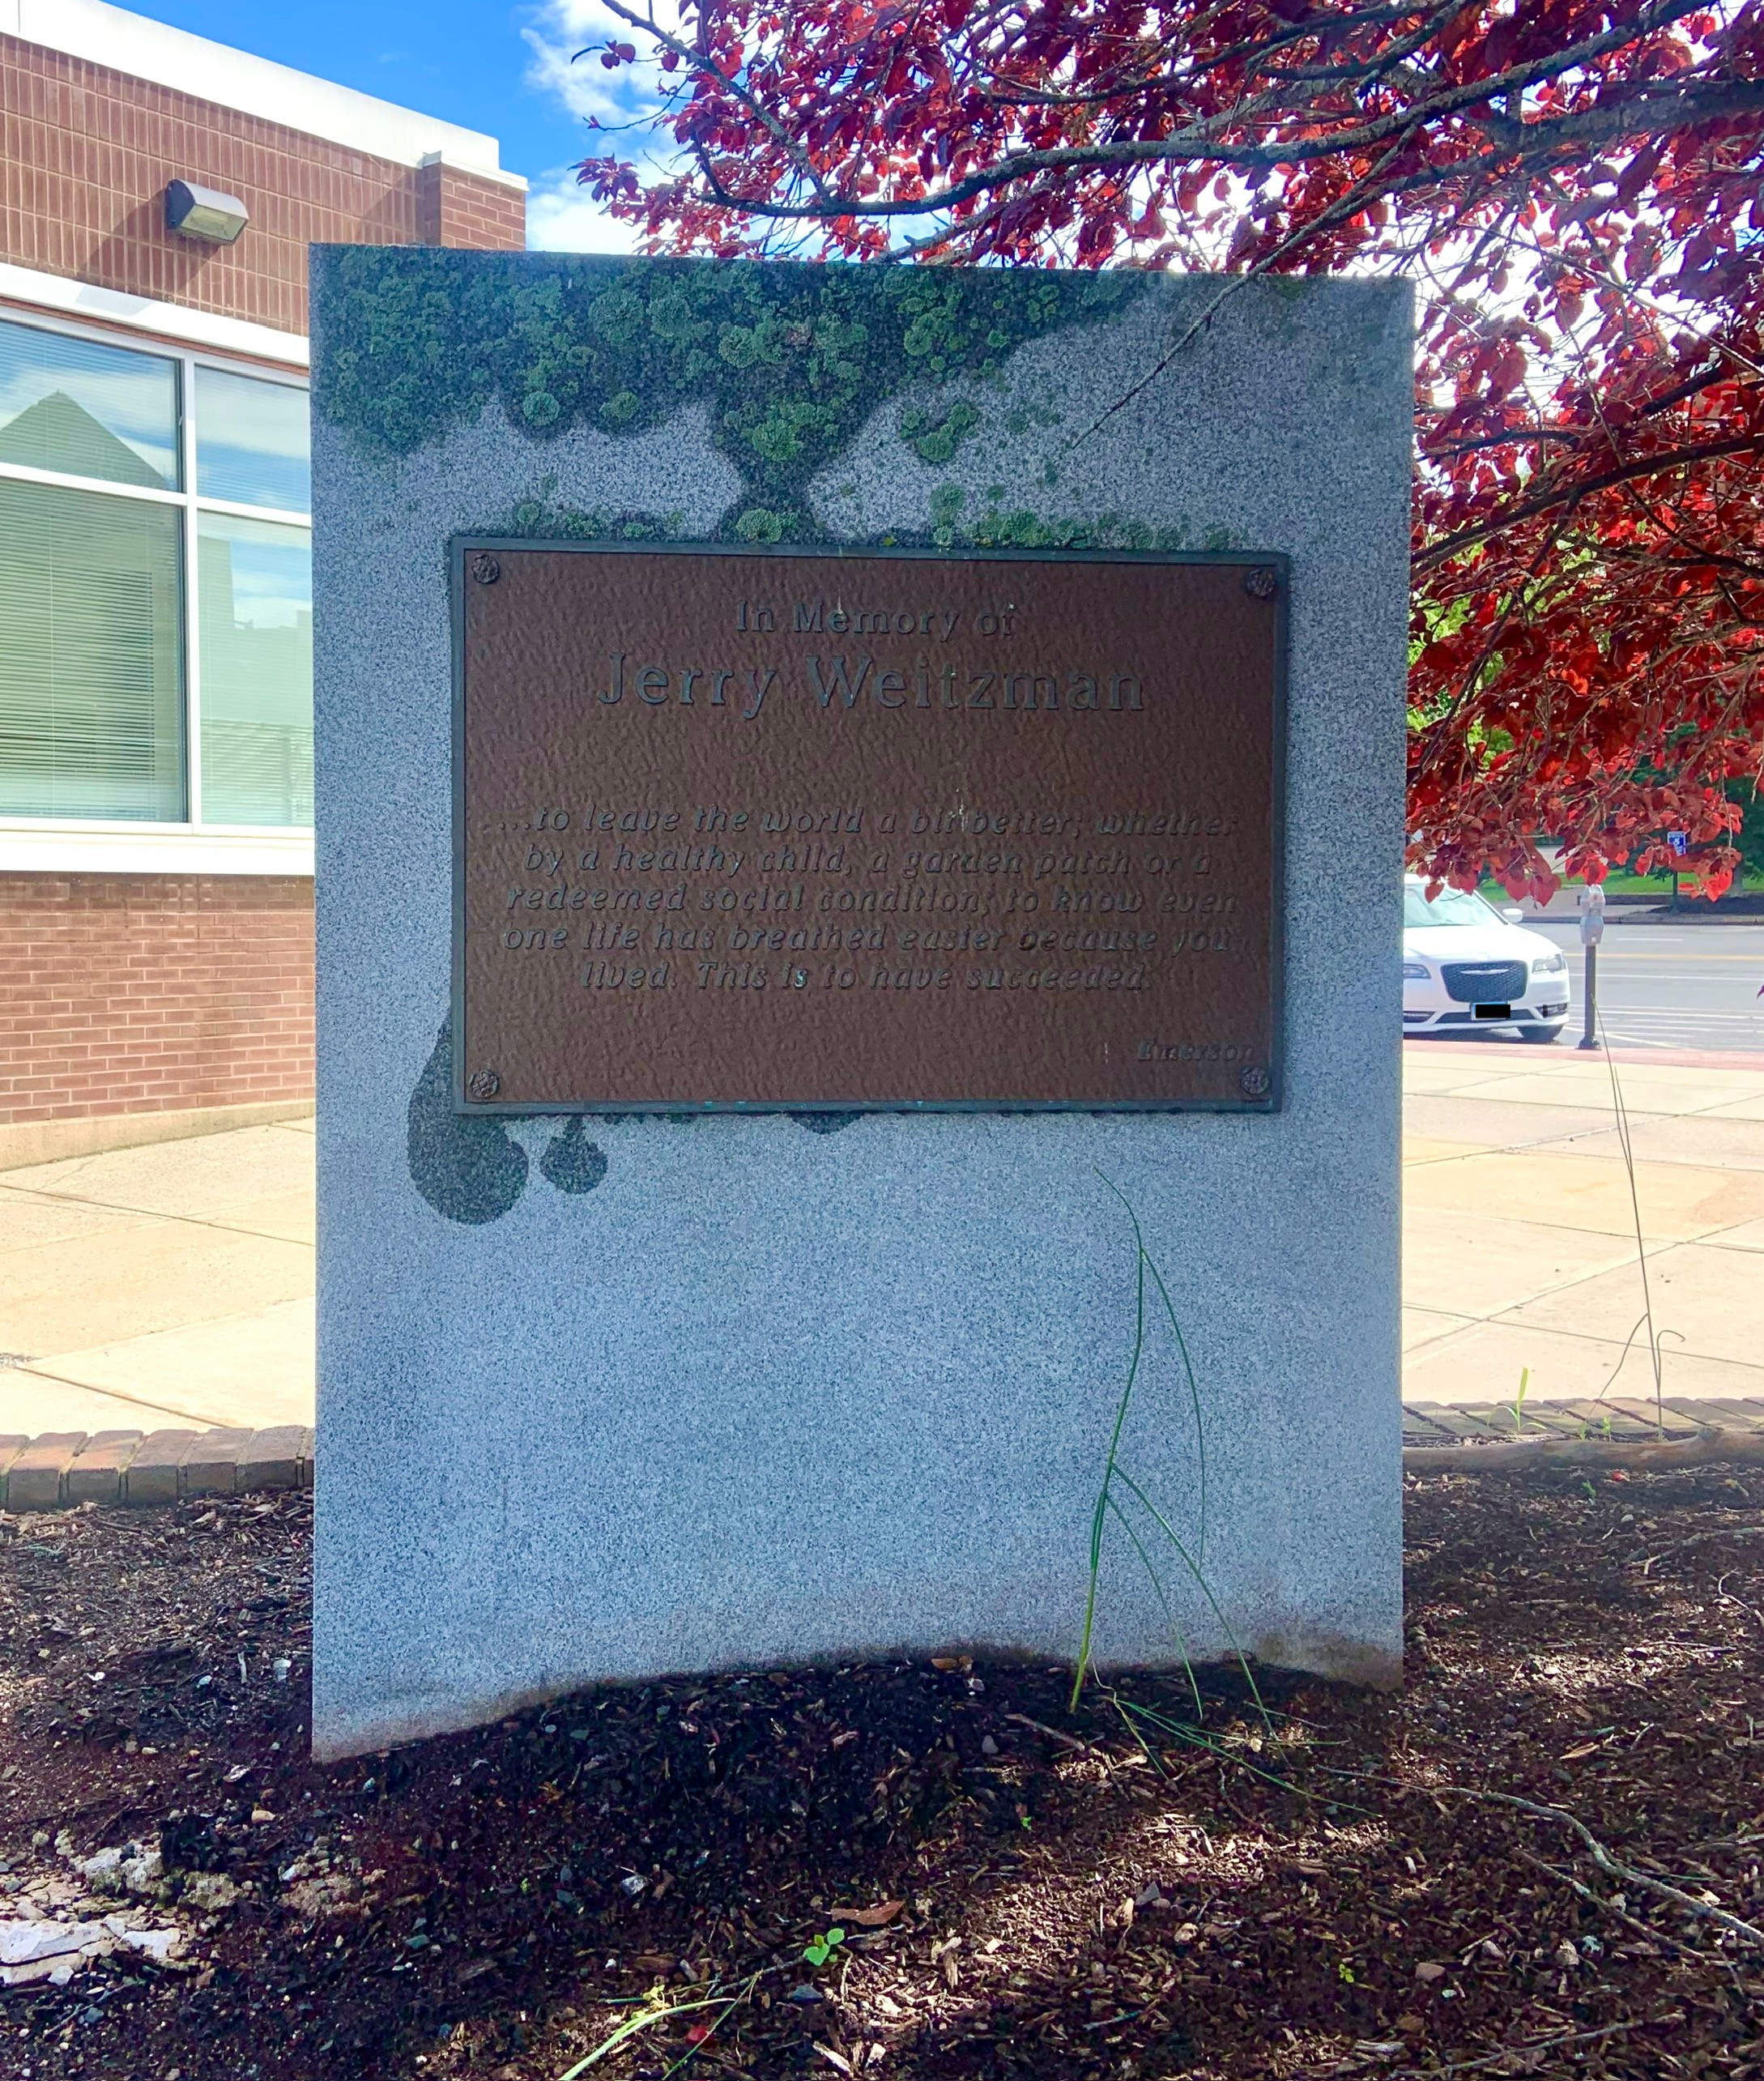 In Memory of
Jerry Weitzman
...to leave the world a bit better; whether
by a healthy child, a garden patch or a
redeemed social condition; to know even
one life has breathed easier because you
lived. This is to have succeeded.
Emerson